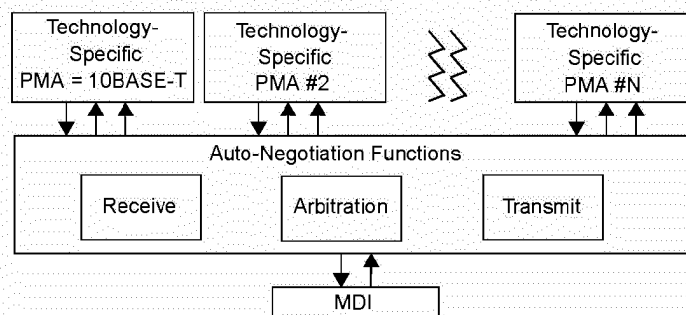 Technology-
Specific
PMA = 10BASE-T
Technology-
Specific
PMA #2
Technology-
Specific
PMA #N
Auto-Negotiation Functions
Receive
Arbitration
Transmit
MDI